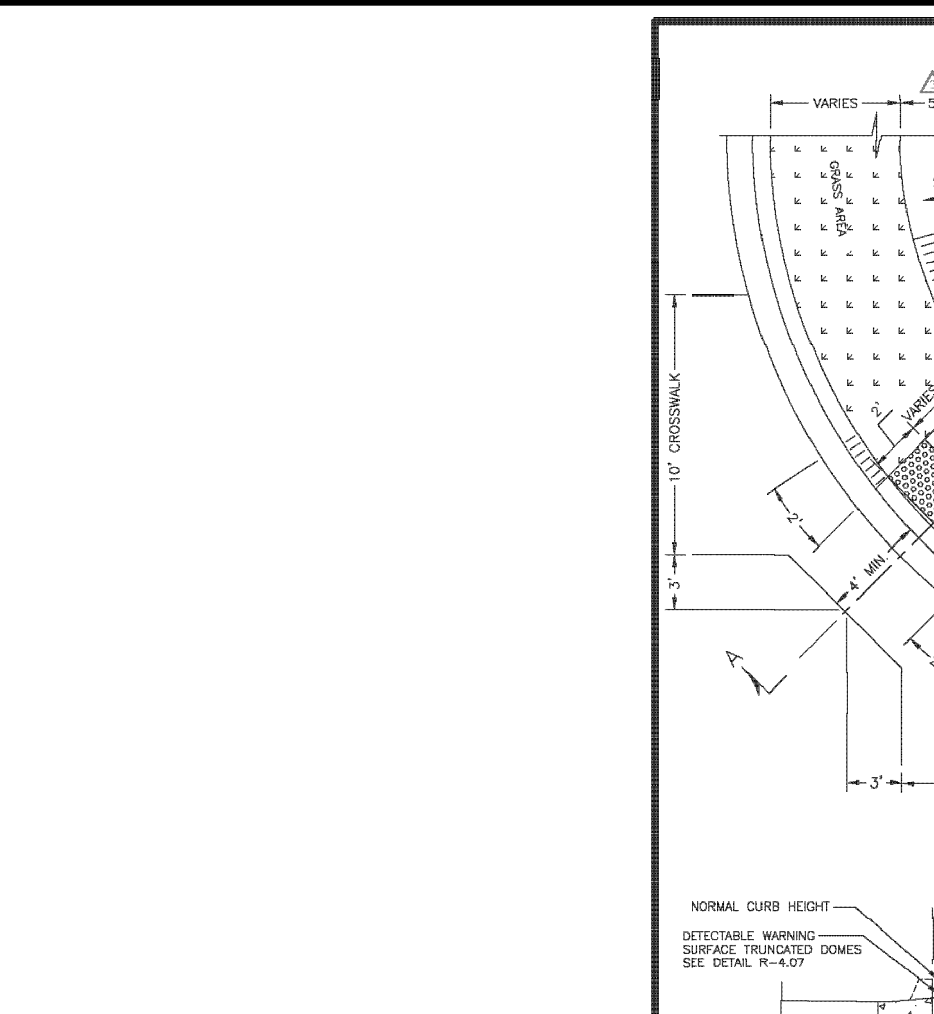 VARIES
5
GRASS AREA
VARIES
2'
10' CROSSWALK
2'
4' MIN.
3'
A
3'
NORMAL CURB HEIGHT
DETECTABLE WARNING
SURFACE TRUNCATED DOMES
SEE DETAIL R-4.07